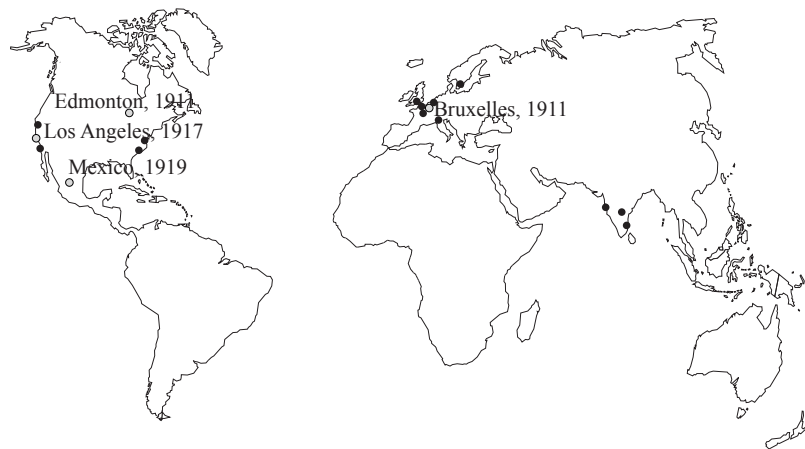 Edmonton, 1911
Los Angeles, 1917
Mexico, 1919
Bruxelles, 1911